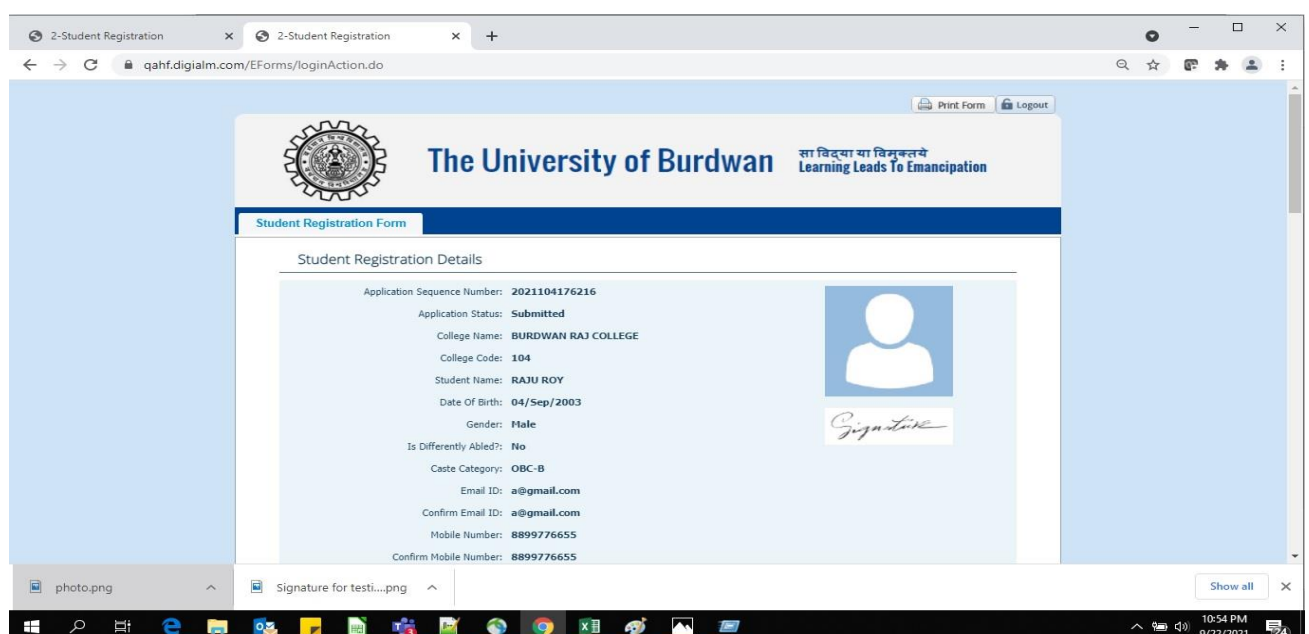 2-Student Registration
2-Student Registration
qahf.digialm.com/EForms/loginAction.do
Print Form Logout
The University of Burdwan
सा विद्या या विमुक्तये
Learning Leads To Emancipation
Student Registration Form
Student Registration Details
Application Sequence Number: 2021104176216
Application Status: Submitted
College Name: BURDWAN RAJ COLLEGE
College Code: 104
Student Name: RAJU ROY
Date Of Birth: 04/Sep/2003
Gender: Male
Is Differently Abled?: No
Caste Category: OBC-B
Email ID: a@gmail.com
Confirm Email ID: a@gmail.com
Mobile Number: 8899776655
Confirm Mobile Number: 8899776655
Signature
photo.png
Signature for testi....png
Show all
10:54 PM
9/22/2021
24